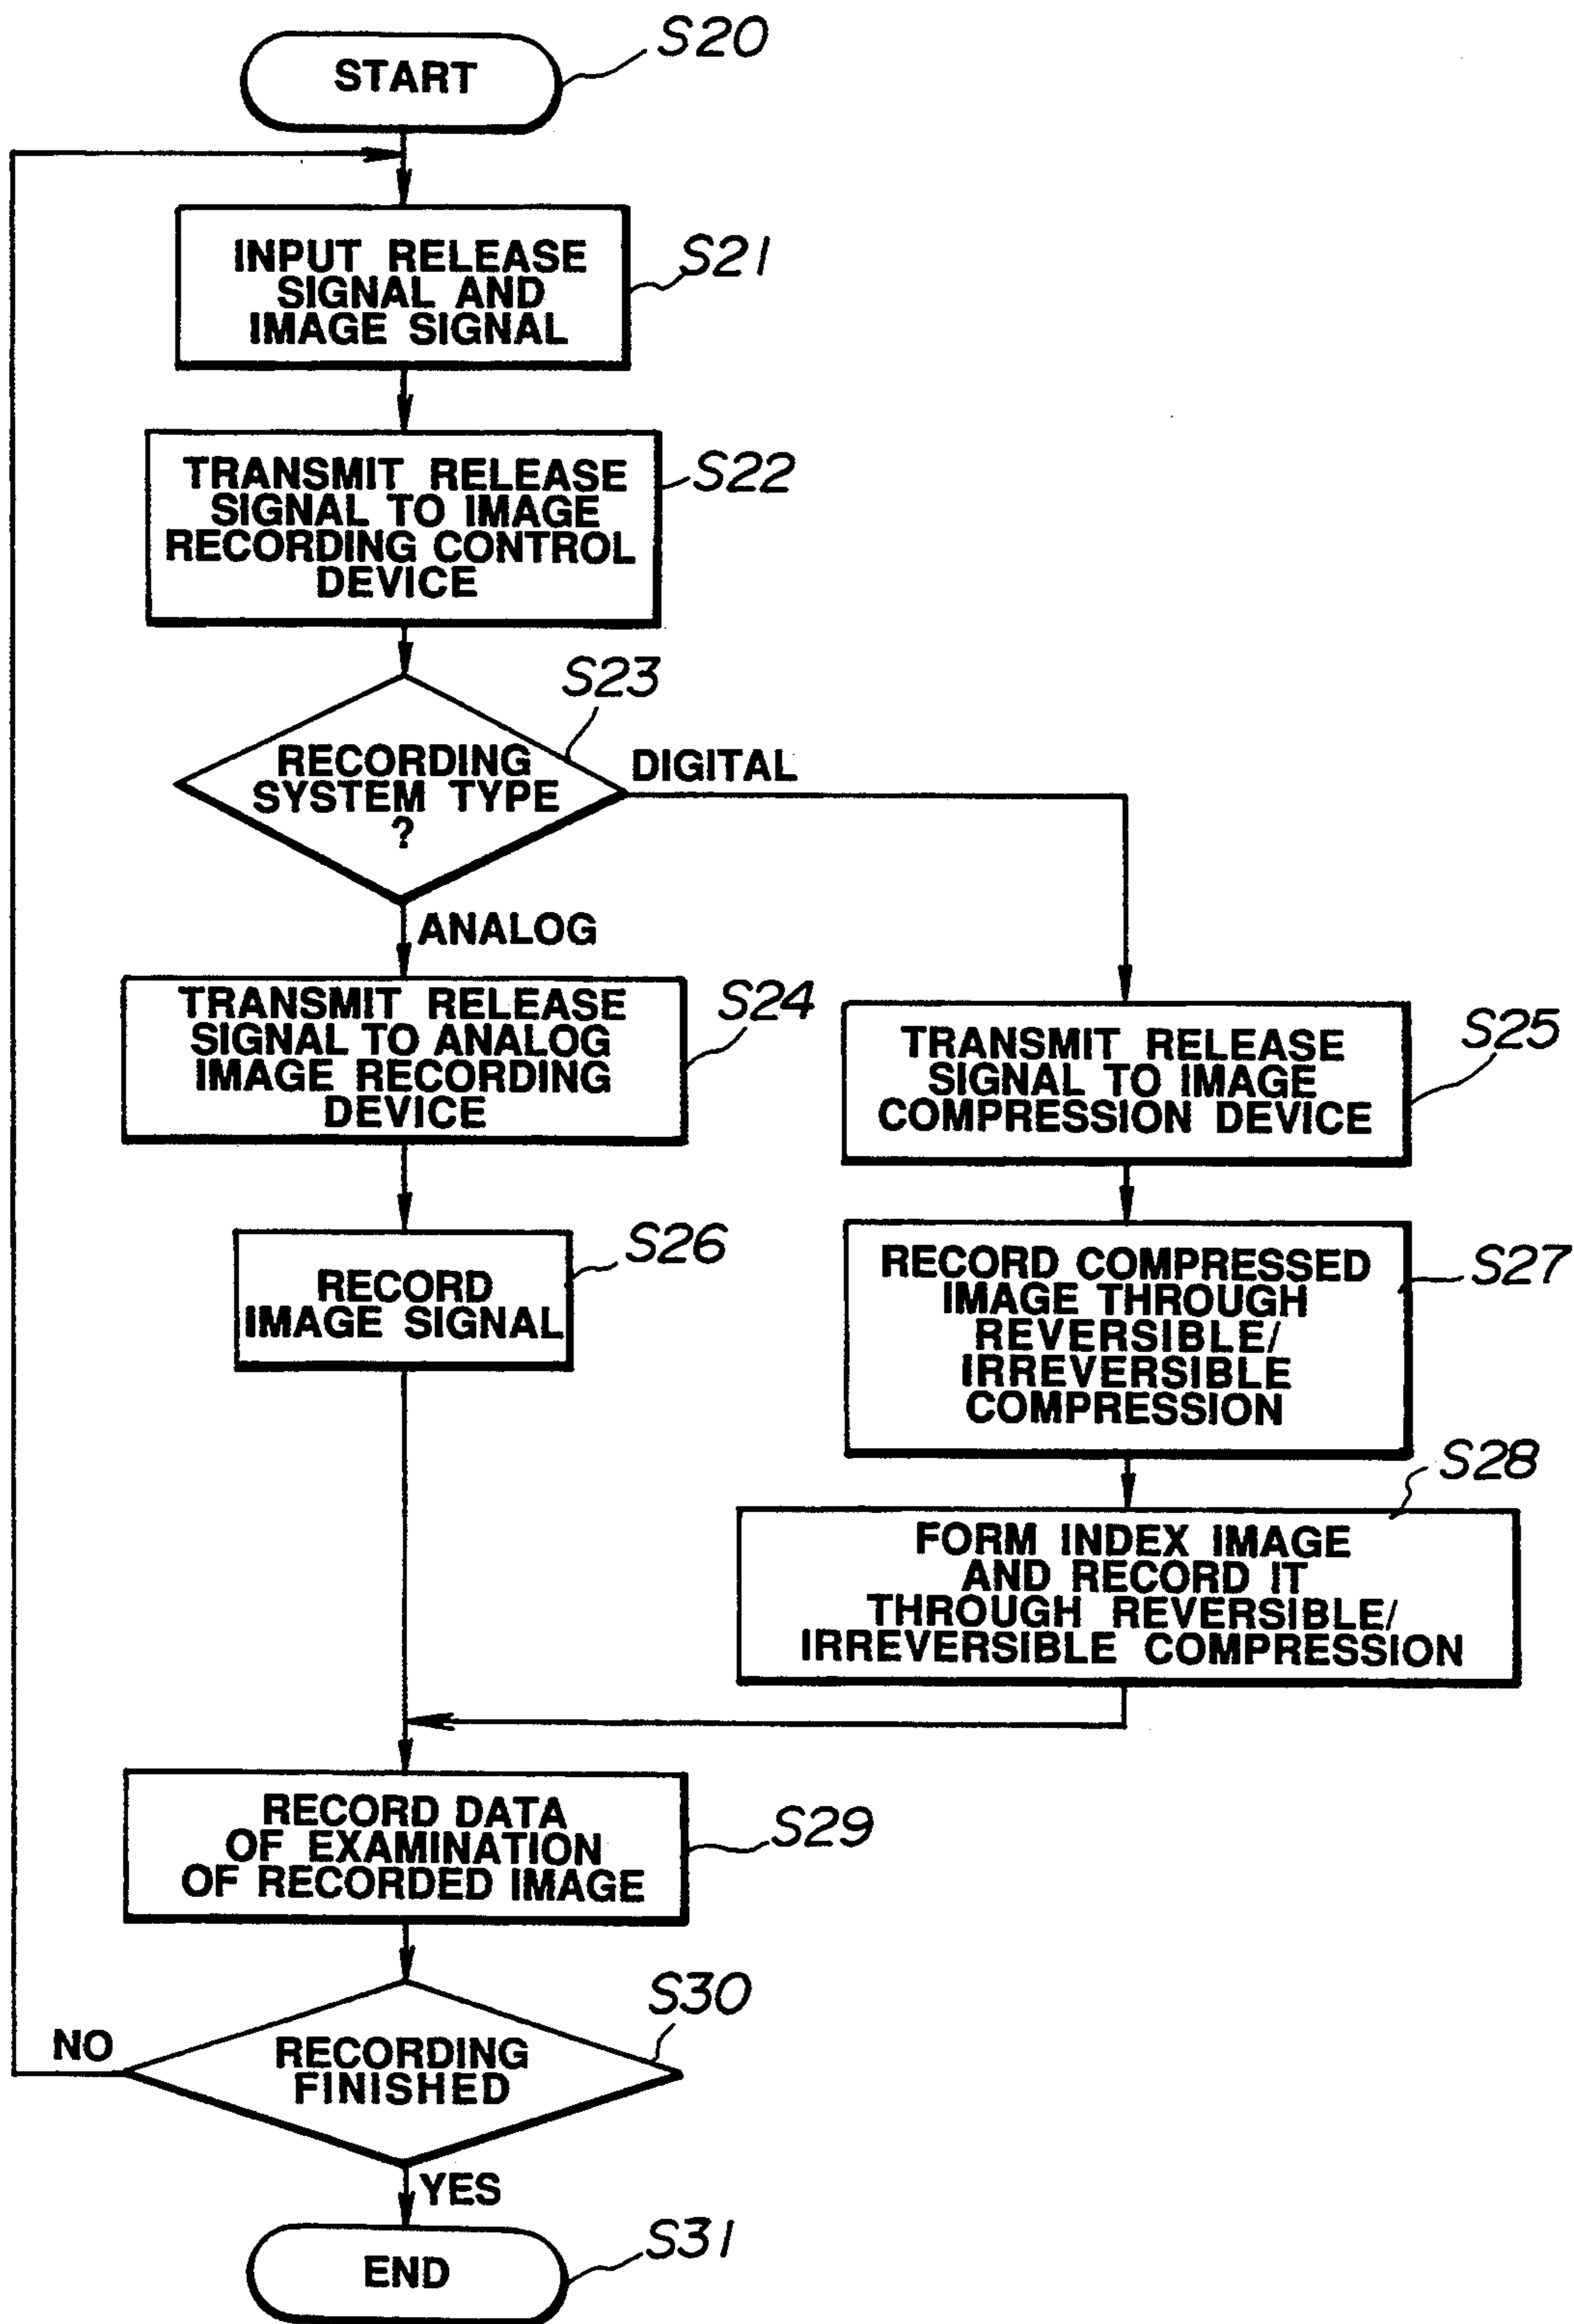 START
S20
INPUT RELEASE
SIGNAL AND
IMAGE SIGNAL
S21
TRANSMIT RELEASE
SIGNAL TO IMAGE
RECORDING CONTROL
DEVICE
S22
RECORDING
SYSTEM TYPE
?
S23
DIGITAL
ANALOG
TRANSMIT RELEASE
SIGNAL TO ANALOG
IMAGE RECORDING
DEVICE
S24
TRANSMIT RELEASE
SIGNAL TO IMAGE
COMPRESSION DEVICE
S25
RECORD
IMAGE SIGNAL
S26
RECORD COMPRESSED
IMAGE THROUGH
REVERSIBLE/
IRREVERSIBLE
COMPRESSION
S27
FORM INDEX IMAGE
AND RECORD IT
THROUGH REVERSIBLE/
IRREVERSIBLE COMPRESSION
S28
RECORD DATA
OF EXAMINATION
OF RECORDED IMAGE
S29
RECORDING
FINISHED
S30
NO
YES
END
S31